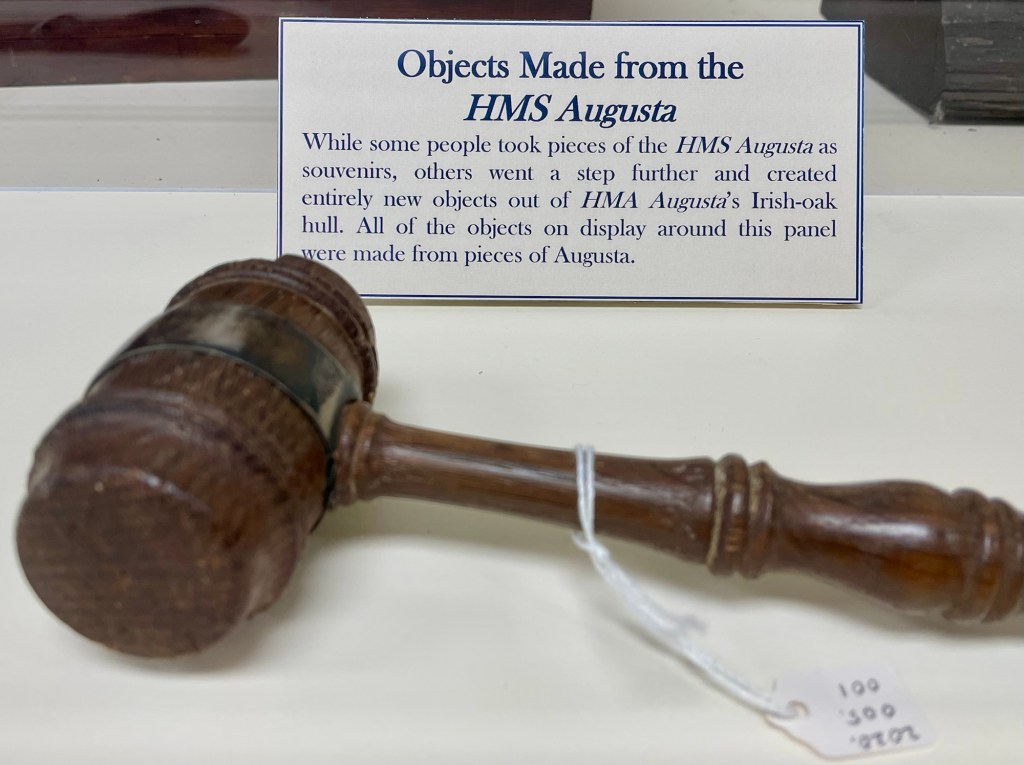 Objects Made from the
HMS Augusta
While some people took pieces of the HMS Augusta as
souvenirs, others went a step further and created
entirely new objects out of HMA Augusta's Irish-oak
hull. All of the objects on display around this panel
were made from pieces of Augusta.
2020.
005.
001